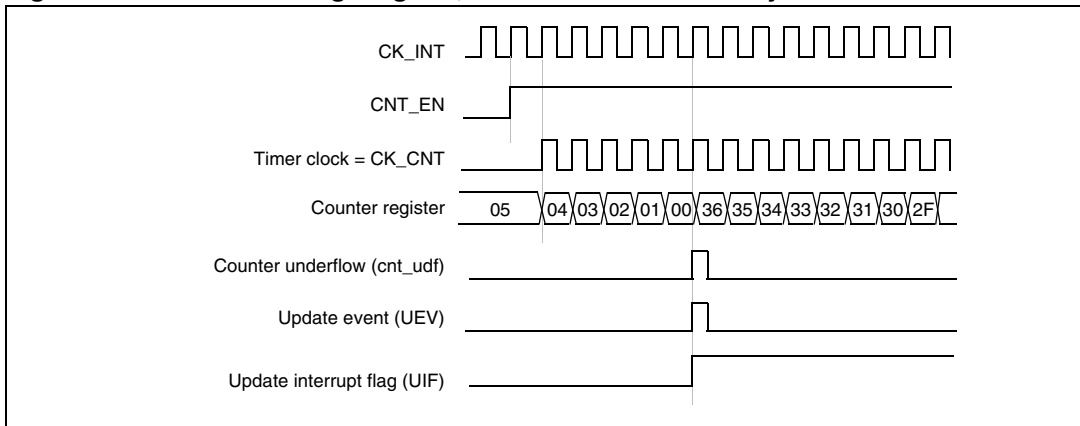 CK_INT
CNT_EN
Timer clock = CK_CNT
Counter register 05 04 03 02 01 00 36 35 34 33 32 31 30 2F
Counter underflow (cnt_udf)
Update event (UEV)
Update interrupt flag (UIF)